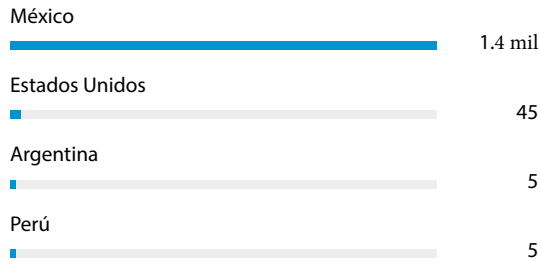 México
1.4 mil
Estados Unidos
45
Argentina
5
Perú
5